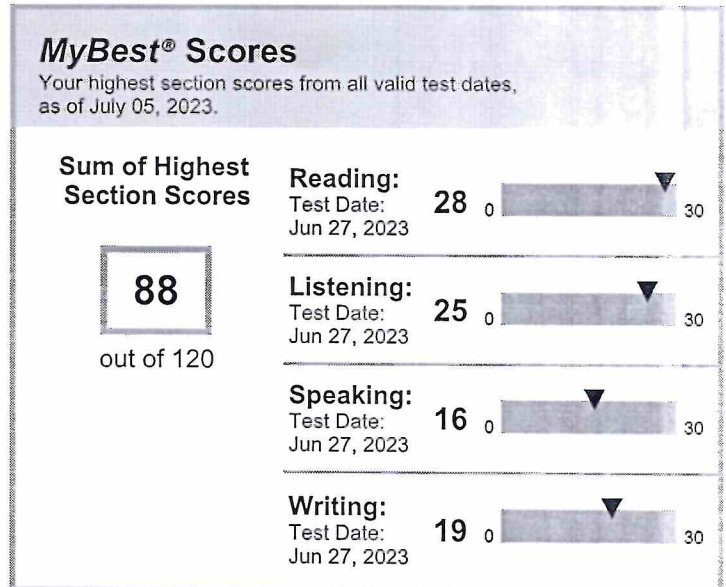 MyBest® Scores
Your highest section scores from all valid test dates,
as of July 05, 2023.
Sum of Highest
Section Scores
88
out of 120
Reading:
Test Date:
Jun 27, 2023
28
0
30
Listening:
Test Date:
Jun 27, 2023
25
0
30
Speaking:
Test Date:
Jun 27, 2023
16
0
30
Writing:
Test Date:
Jun 27, 2023
19
0
30